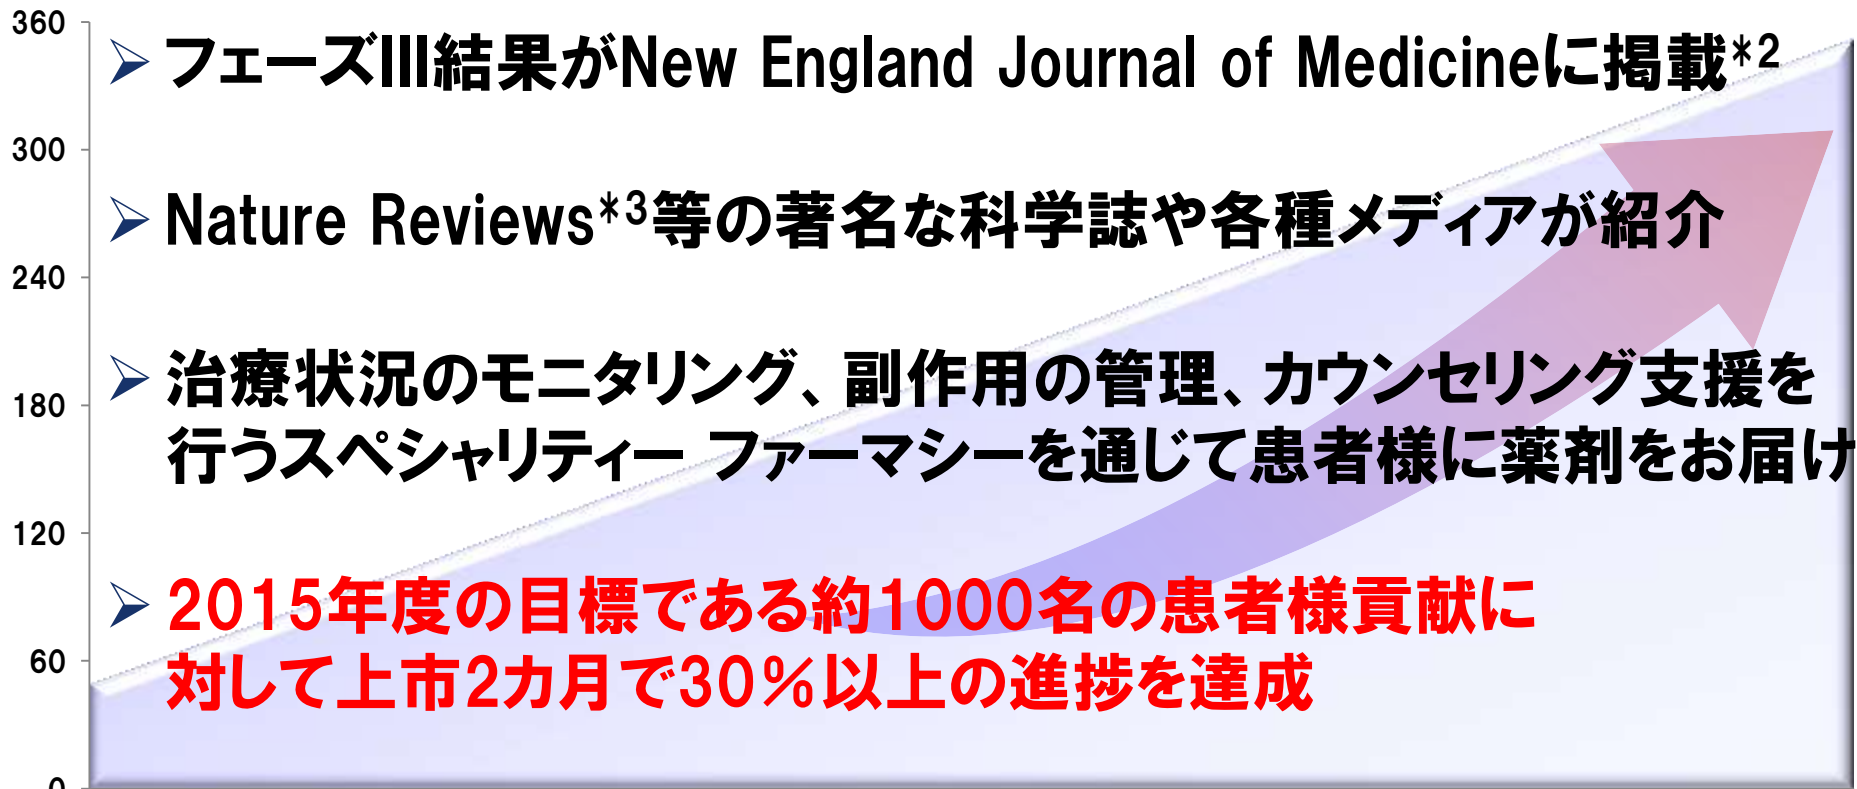 360
➢ フェーズⅢ結果がNew England Journal of Medicineに掲載*2
300
➢ Nature Reviews*3等の著名な科学誌や各種メディアが紹介
240
➢ 治療状況のモニタリング、副作用の管理、カウンセリング支援を
180
行うスペシャリティー ファーマシーを通じて患者様に薬剤をお届け
120
➢ 2015年度の目標である約1000名の患者様貢献に
60
対して上市2カ月で30%以上の進捗を達成
0